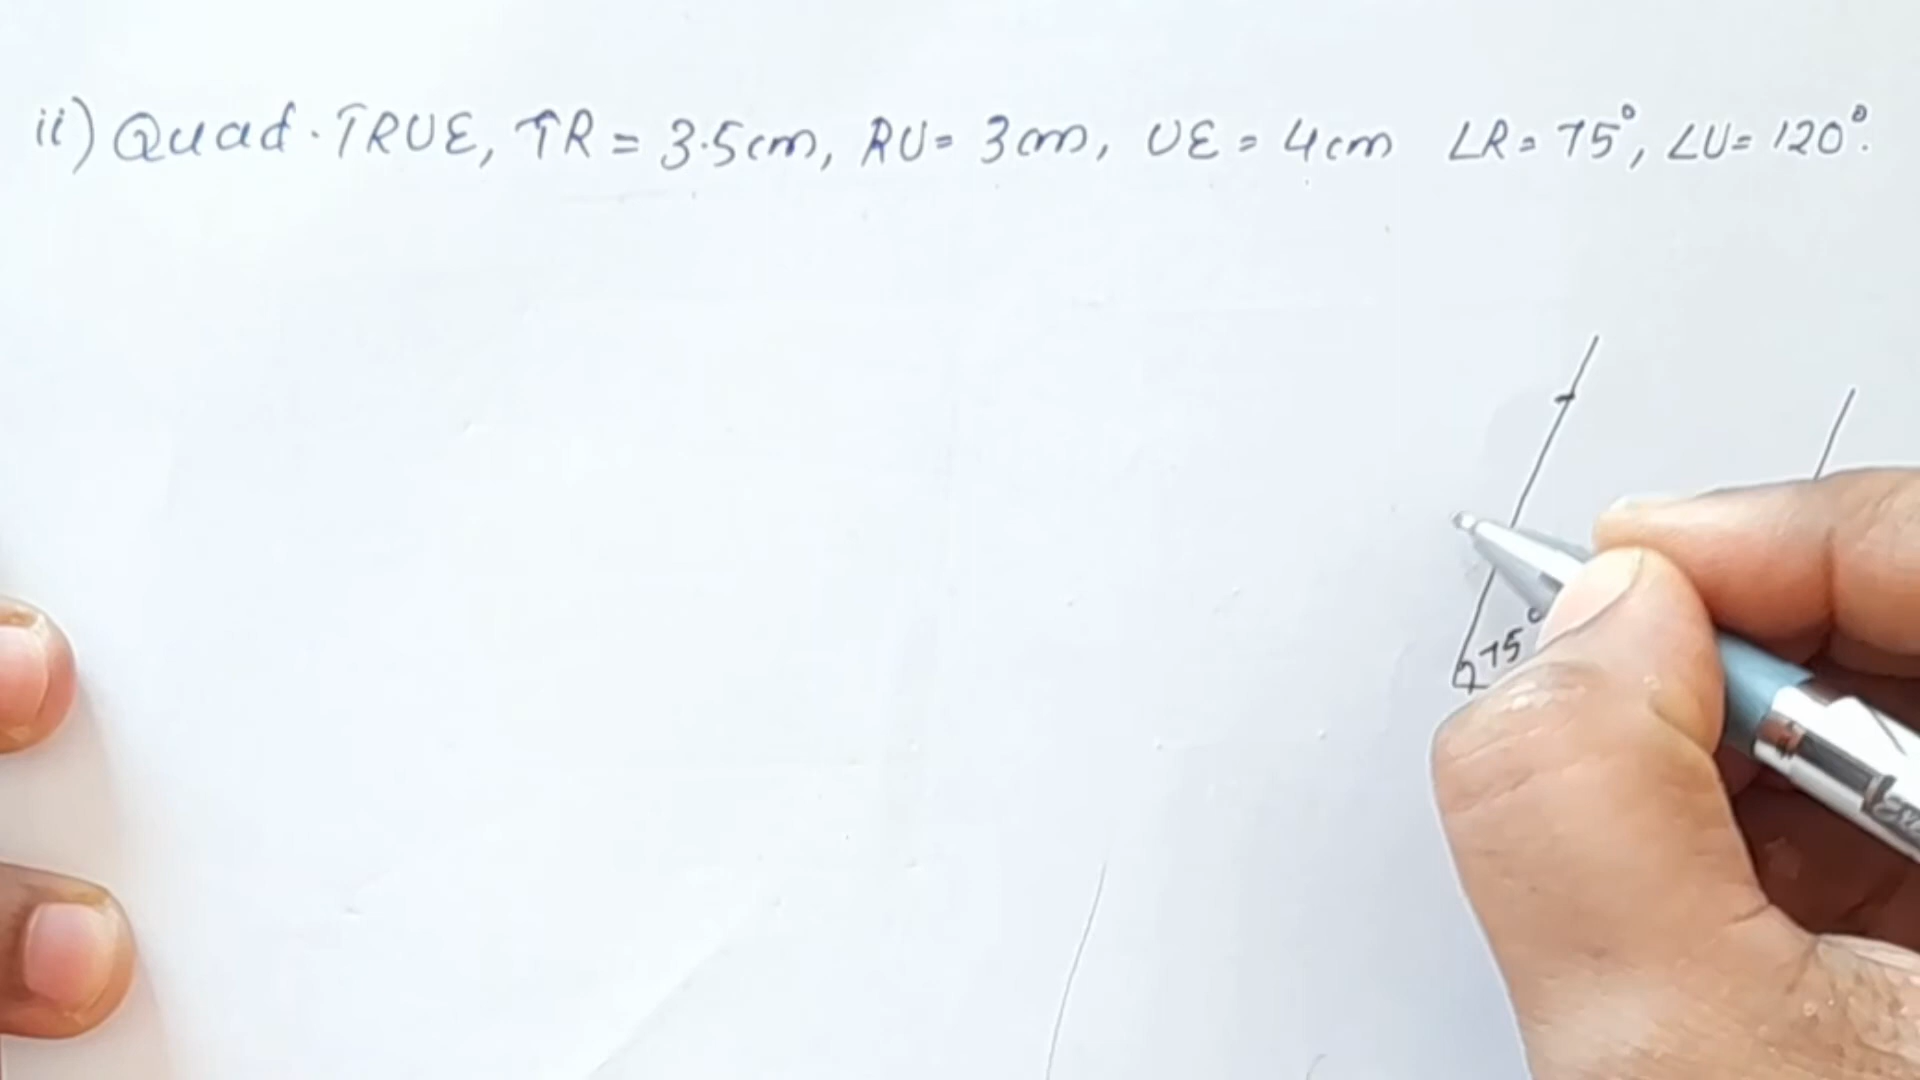 ii) Quad. TRUE, TR = 3.5cm, RU= 3cm, UE = 4cm ∠R= 75°, ∠U= 120°.
75°